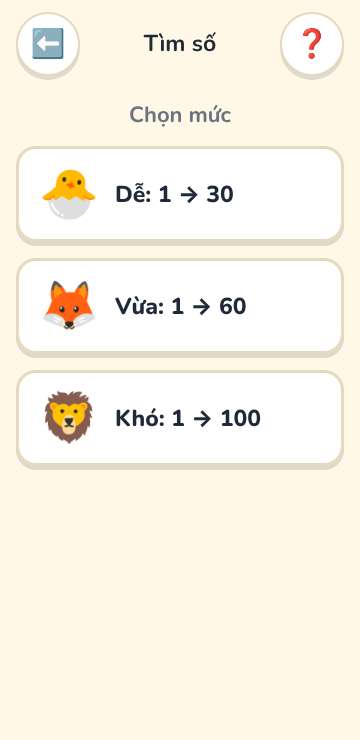 Tìm số
Chọn mức
Dễ: 1 → 30
Vừa: 1 → 60
Khó: 1 → 100